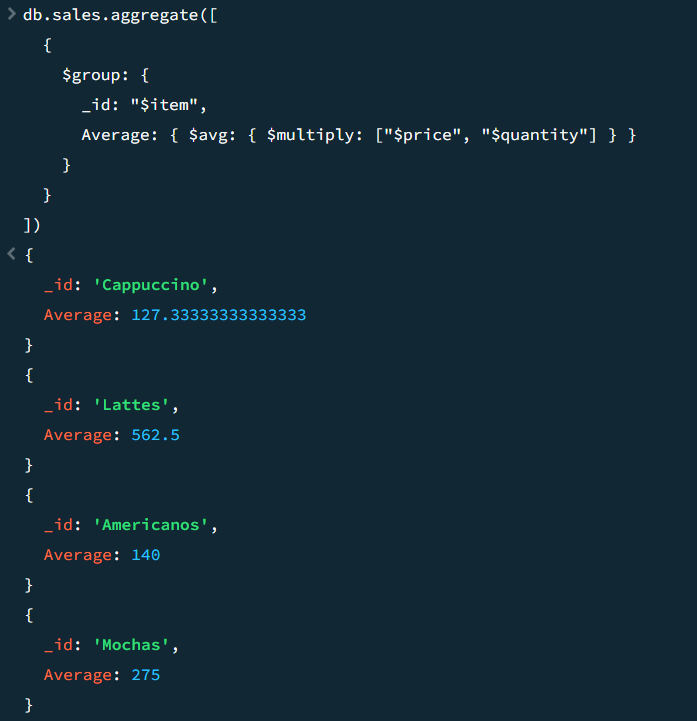 db.sales.aggregate([
{
$group: {
_id: "$item",
Average: { $avg: { $multiply: ["$price", "$quantity"] } }
}
}
])
{
_id: 'Cappuccino',
Average: 127.33333333333333
}
{
_id: 'Lattes',
Average: 562.5
}
{
_id: 'Americanos',
Average: 140
}
{
_id: 'Mochas',
Average: 275
}